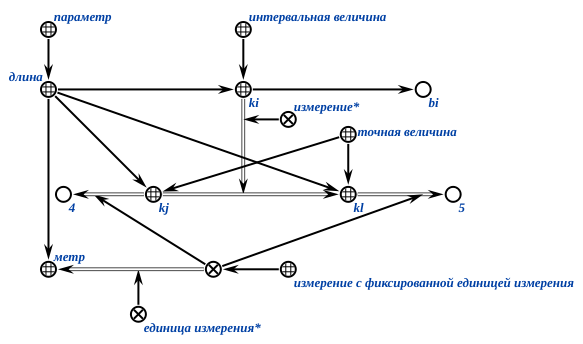 параметр
интервальная величина
длина
ki
bi
измерение*
точная величина
4
kj
kl
5
метр
измерение с фиксированной единицей измерения
единица измерения*